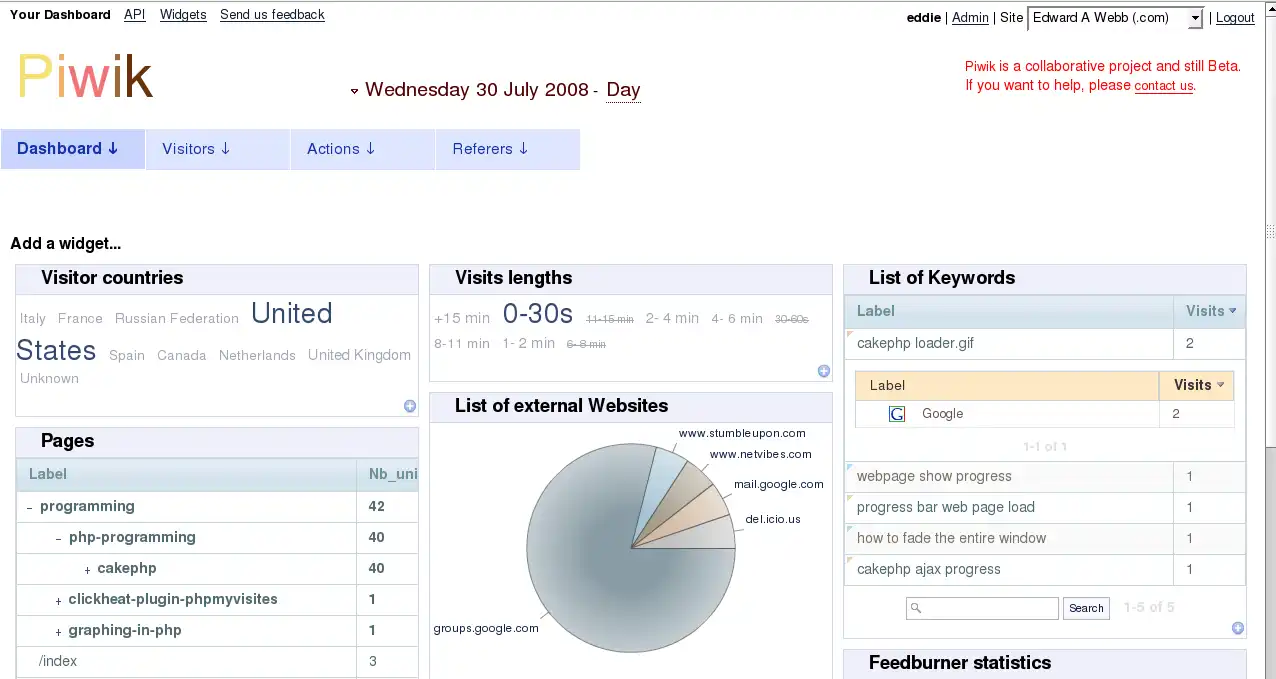 Your Dashboard API Widgets Send us feedback
eddie | Admin | Site Edward A Webb (.com) | Logout
Piwik
Wednesday 30 July 2008 - Day
Piwik is a collaborative project and still Beta.
If you want to help, please contact us.
Dashboard ↓ Visitors ↓ Actions ↓ Referers ↓
Add a widget...
Visitor countries
Italy France Russian Federation United
States Spain Canada Netherlands United Kingdom
Unknown
Pages
Label Nb_uni
- programming 42
- php-programming 40
+ cakephp 40
+ clickheat-plugin-phpmyvisites 1
+ graphing-in-php 1
/index 3
Visits lengths
+15 min 0-30s 11-15 min 2- 4 min 4- 6 min 30-60s
8-11 min 1- 2 min 6- 8 min
List of external Websites
www.stumbleupon.com
www.netvibes.com
mail.google.com
del.icio.us
groups.google.com
List of Keywords
Label Visits
cakephp loader.gif 2
Label Visits
G Google 2
1-1 of 1
webpage show progress 1
progress bar web page load 1
how to fade the entire window 1
cakephp ajax progress 1
Search 1-5 of 5
Feedburner statistics